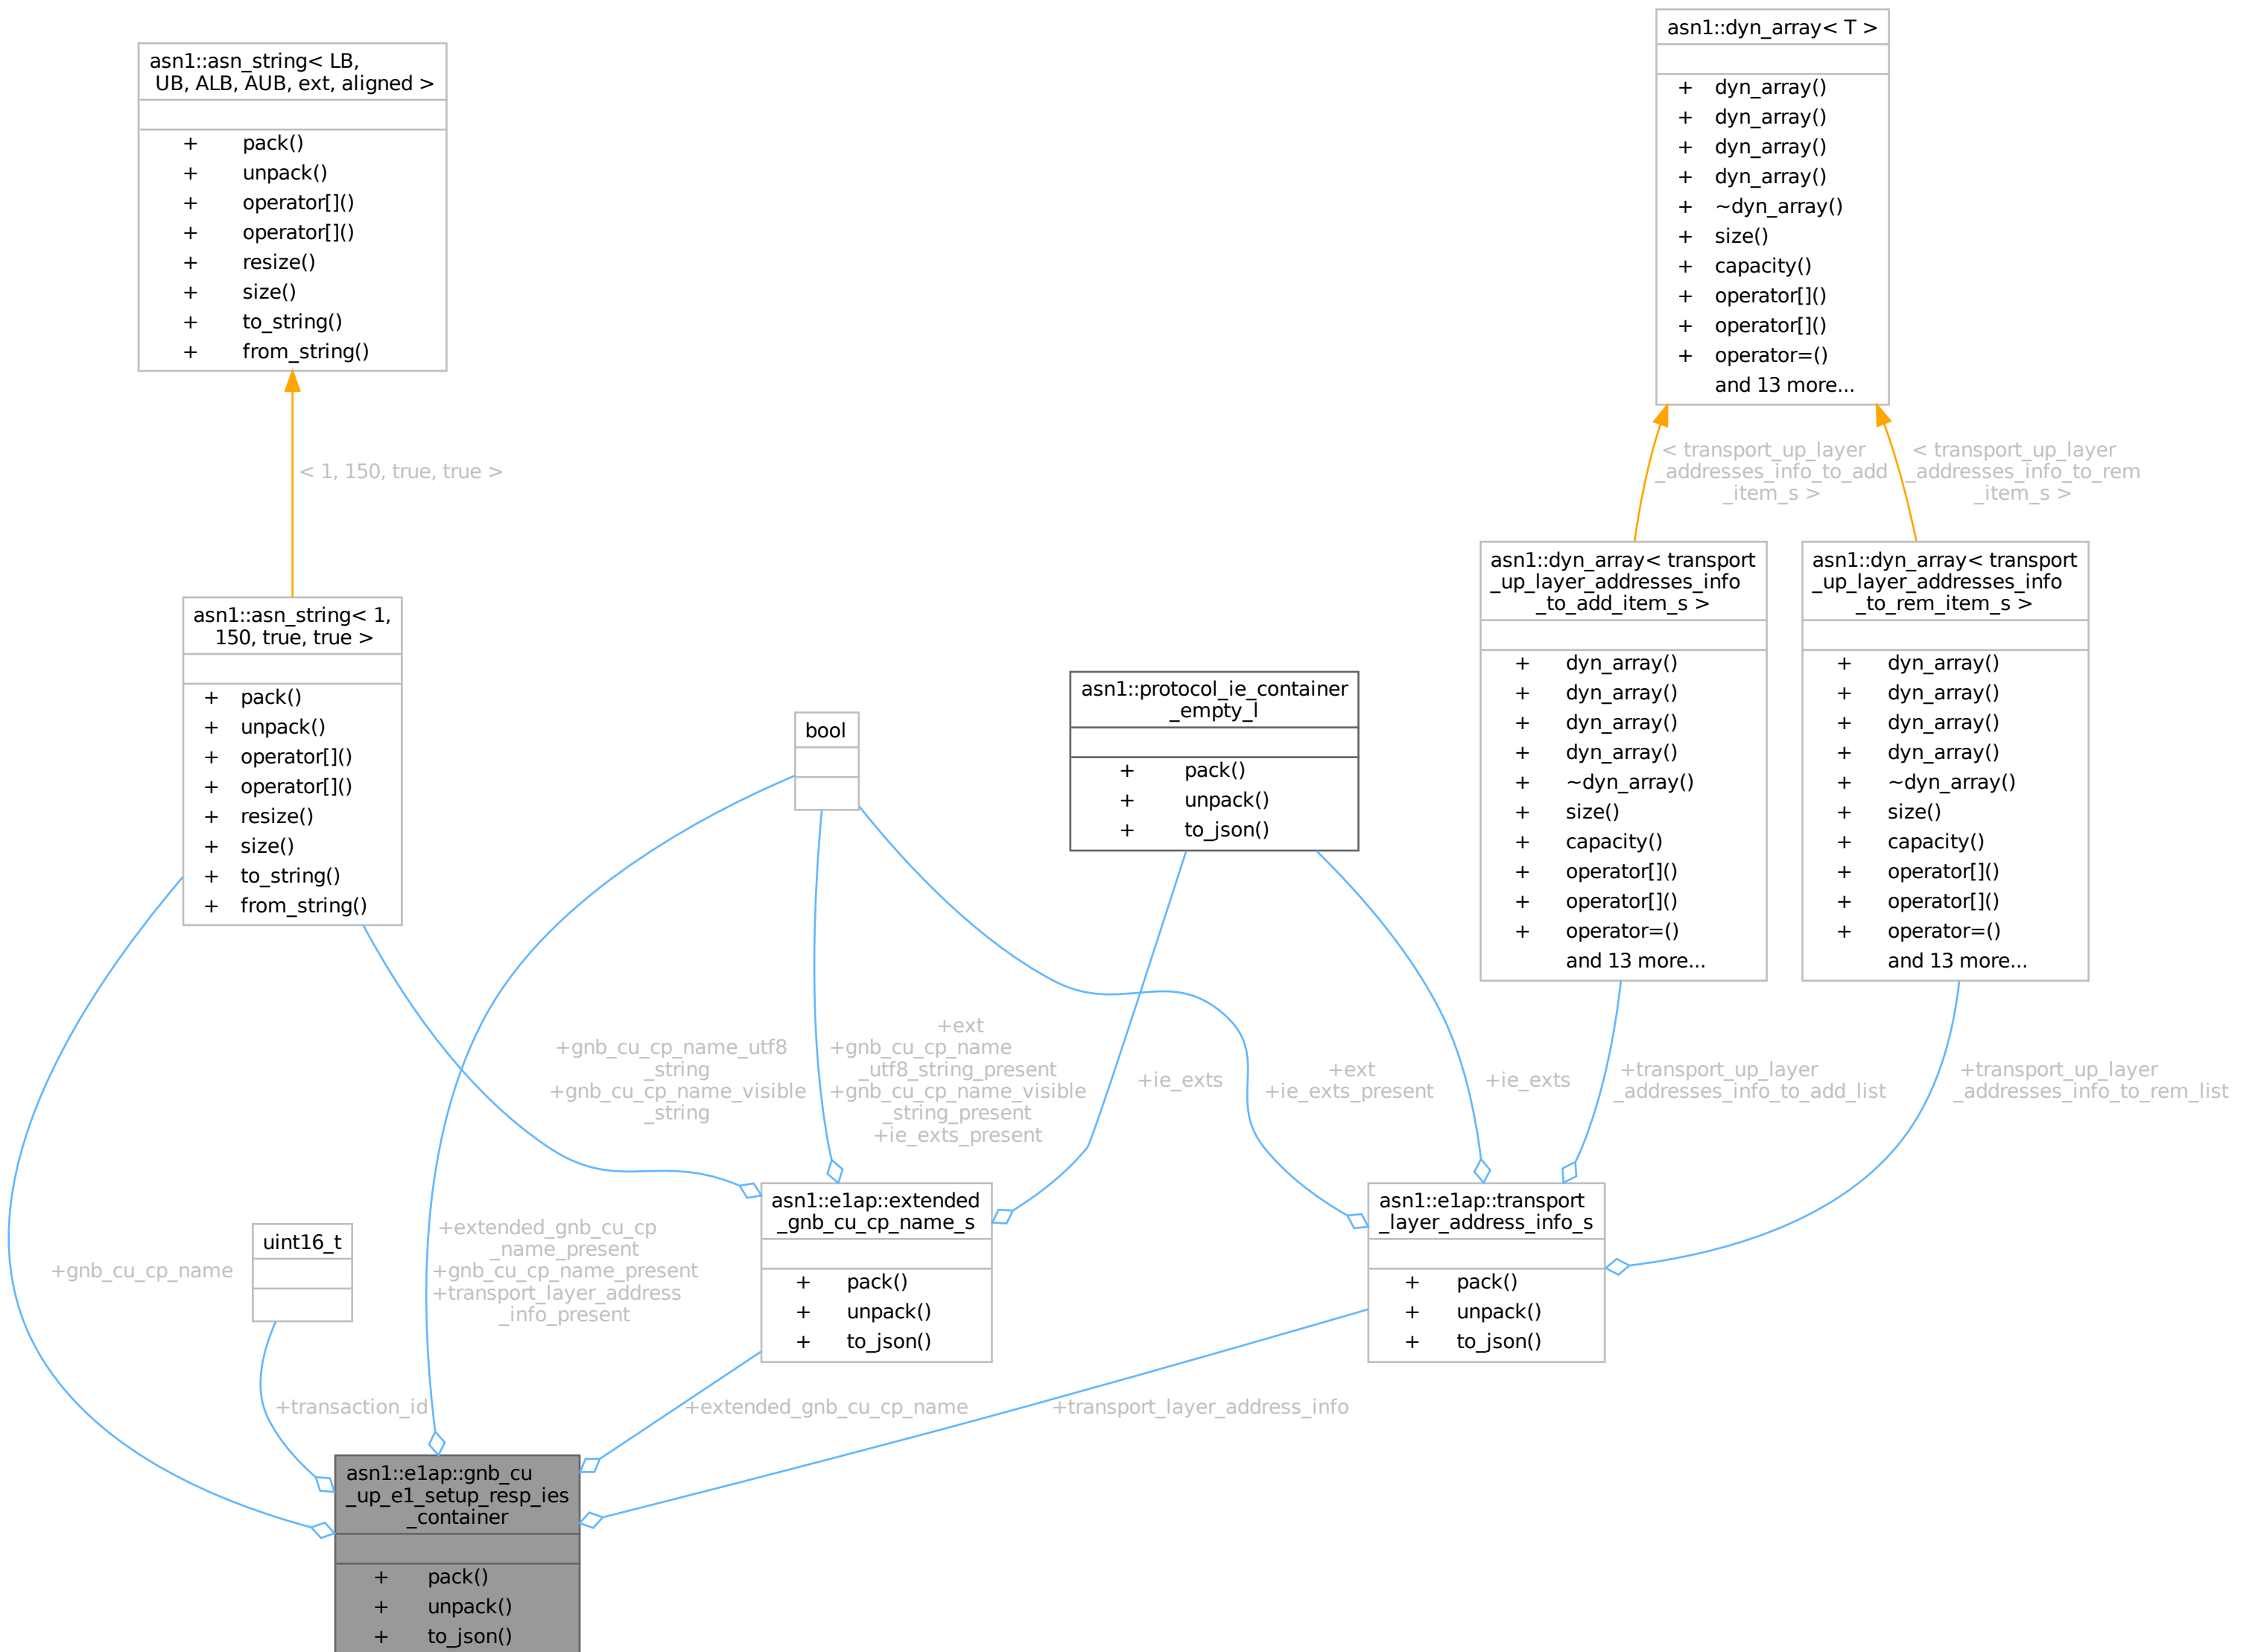 asn1::dyn_array< T >
+ dyn_array()
+ dyn_array()
+ dyn_array()
+ dyn_array()
+ ~dyn_array()
+ size()
+ capacity()
+ operator[]()
+ operator[]()
+ operator=()
and 13 more...
asn1::asn_string< LB,
UB, ALB, AUB, ext, aligned >
+ pack()
+ unpack()
+ operator[]()
+ operator[]()
+ resize()
+ size()
+ to_string()
+ from_string()
< 1, 150, true, true >
< transport_up_layer
_addresses_info_to_add
_item_s >
< transport_up_layer
_addresses_info_to_rem
_item_s >
asn1::asn_string< 1,
150, true, true >
+ pack()
+ unpack()
+ operator[]()
+ operator[]()
+ resize()
+ size()
+ to_string()
+ from_string()
bool
asn1::protocol_ie_container
_empty_l
+ pack()
+ unpack()
+ to_json()
asn1::dyn_array< transport
_up_layer_addresses_info
_to_add_item_s >
+ dyn_array()
+ dyn_array()
+ dyn_array()
+ dyn_array()
+ ~dyn_array()
+ size()
+ capacity()
+ operator[]()
+ operator[]()
+ operator=()
and 13 more...
asn1::dyn_array< transport
_up_layer_addresses_info
_to_rem_item_s >
+ dyn_array()
+ dyn_array()
+ dyn_array()
+ dyn_array()
+ ~dyn_array()
+ size()
+ capacity()
+ operator[]()
+ operator[]()
+ operator=()
and 13 more...
+gnb_cu_cp_name_utf8
_string
+gnb_cu_cp_name_visible
_string
+ext
+gnb_cu_cp_name
_utf8_string_present
+gnb_cu_cp_name_visible
_string_present
+ie_exts_present
+ie_exts
+ext
+ie_exts_present
+ie_exts
+transport_up_layer
_addresses_info_to_add_list
+transport_up_layer
_addresses_info_to_rem_list
+gnb_cu_cp_name
uint16_t
+extended_gnb_cu_cp
_name_present
+gnb_cu_cp_name_present
+transport_layer_address
_info_present
asn1::e1ap::extended
_gnb_cu_cp_name_s
+ pack()
+ unpack()
+ to_json()
asn1::e1ap::transport
_layer_address_info_s
+ pack()
+ unpack()
+ to_json()
+transaction_id
+extended_gnb_cu_cp_name
+transport_layer_address_info
asn1::e1ap::gnb_cu
_up_e1_setup_resp_ies
_container
+ pack()
+ unpack()
+ to_json()